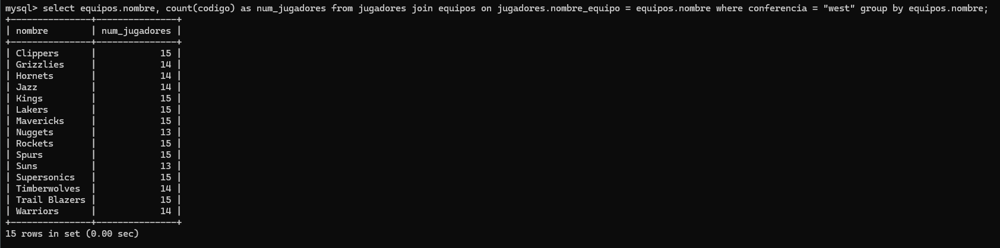 mysql> select equipos.nombre, count(codigo) as num_jugadores from jugadores join equipos on jugadores.nombre_equipo = equipos.nombre where conferencia = "west" group by equipos.nombre;
+---------------+---------------+
| nombre        | num_jugadores |
+---------------+---------------+
| Clippers      |            15 |
| Grizzlies     |            14 |
| Hornets       |            14 |
| Jazz          |            14 |
| Kings         |            15 |
| Lakers        |            15 |
| Mavericks     |            15 |
| Nuggets       |            13 |
| Rockets       |            15 |
| Spurs         |            15 |
| Suns          |            13 |
| Supersonics   |            15 |
| Timberwolves  |            14 |
| Trail Blazers |            15 |
| Warriors      |            14 |
+---------------+---------------+
15 rows in set (0.00 sec)